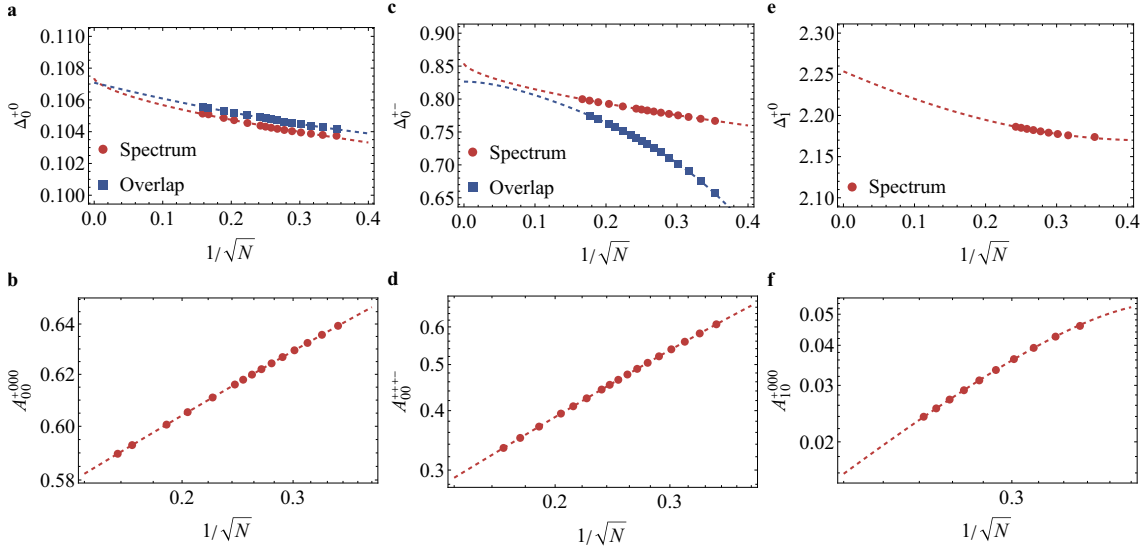 a
0.110
0.108
0.106
0.104
0.102
0.100
Δ₀⁺⁰
Spectrum
Overlap
0.0 0.1 0.2 0.3 0.4
1/√N
c
0.90
0.85
0.80
0.75
0.70
0.65
Δ₀⁺⁻
Spectrum
Overlap
0.0 0.1 0.2 0.3 0.4
1/√N
e
2.30
2.25
2.20
2.15
2.10
Δ₁⁺⁰
Spectrum
0.0 0.1 0.2 0.3 0.4
1/√N
b
0.64
0.62
0.60
0.58
A₀₀⁺⁰⁰⁰
0.2 0.3
1/√N
d
0.6
0.5
0.4
0.3
A₀₀⁺⁺⁺⁻
0.2 0.3
1/√N
f
0.05
0.04
0.03
0.02
A₁₀⁺⁰⁰⁰
0.3
1/√N